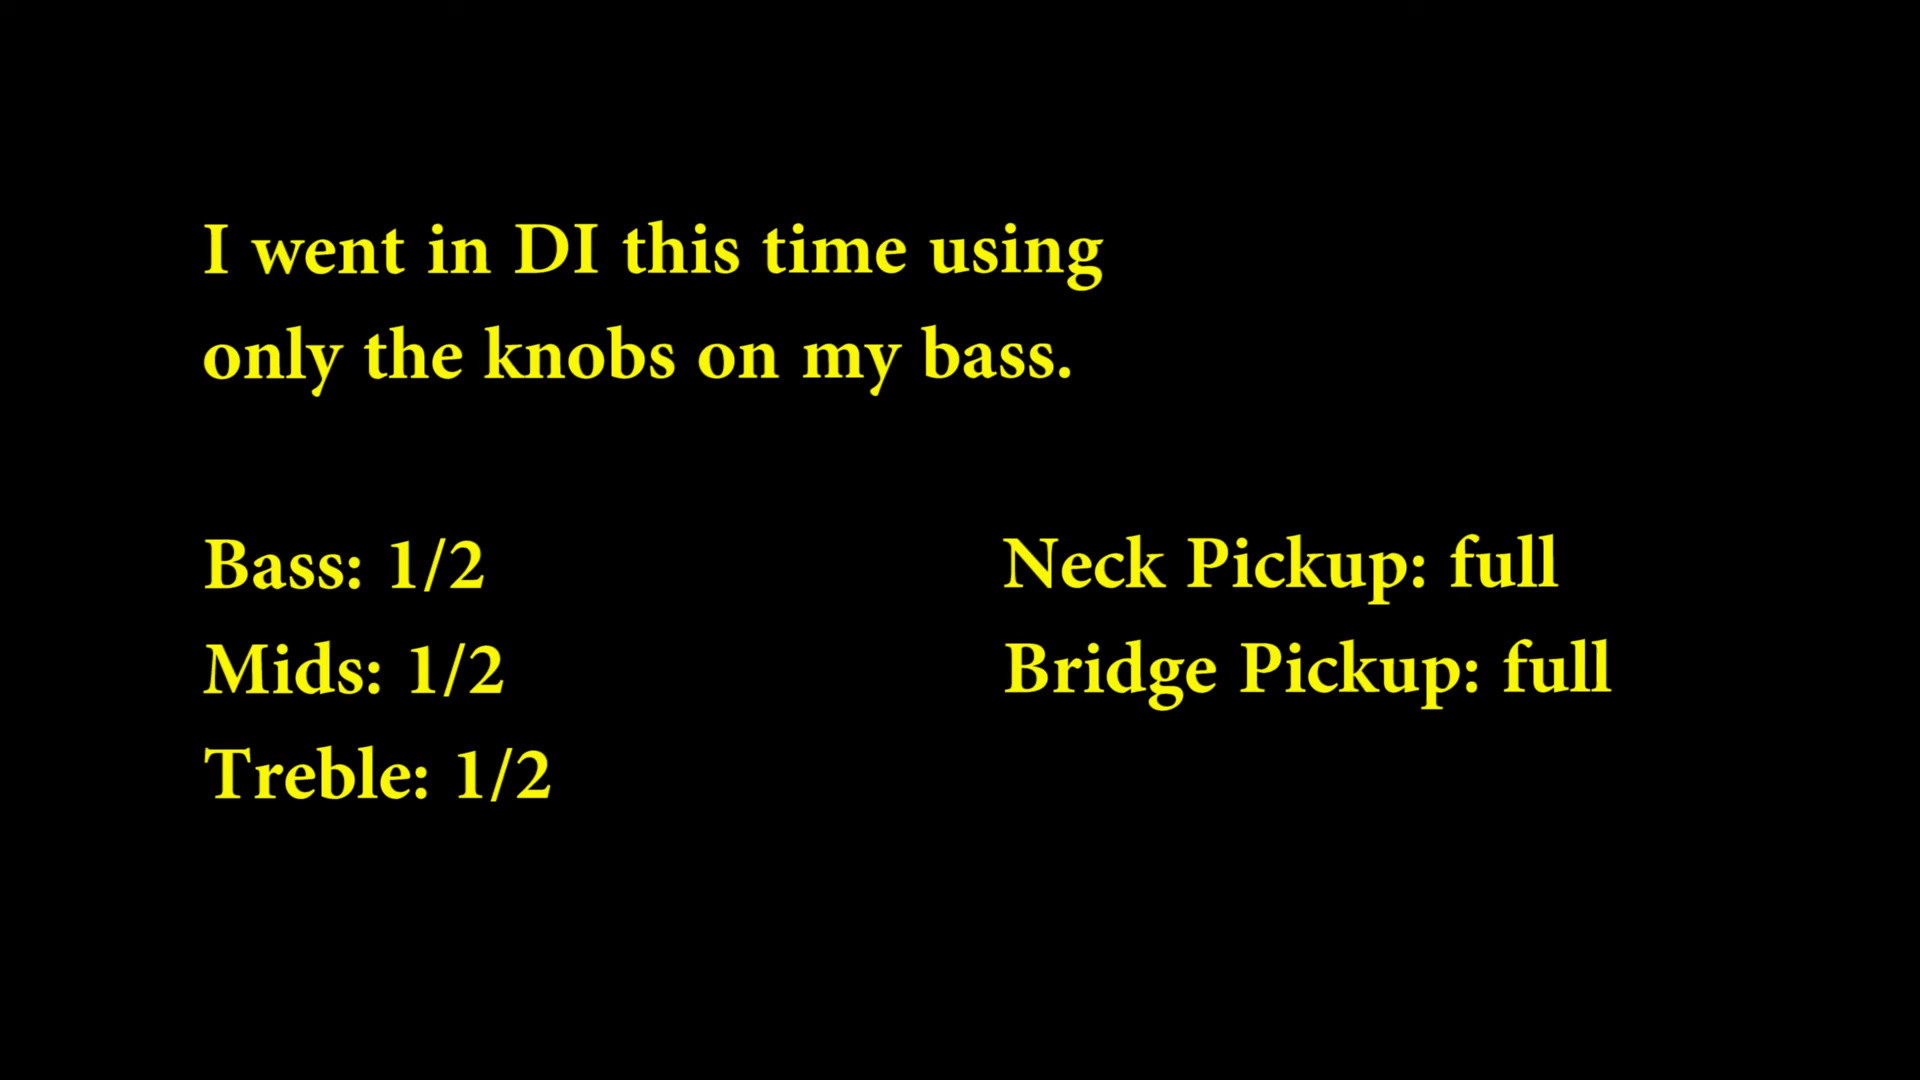 I went in DI this time using
only the knobs on my bass.
Bass: 1/2
Mids: 1/2
Treble: 1/2
Neck Pickup: full
Bridge Pickup: full